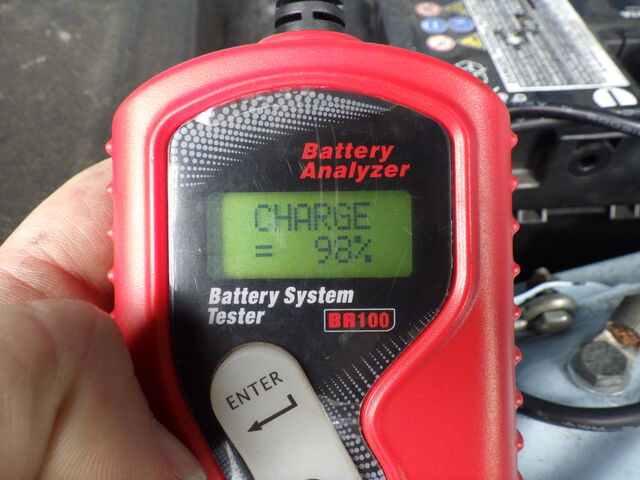 Battery
Analyzer
CHARGE
= 98%
Battery System
Tester
BR100
ENTER